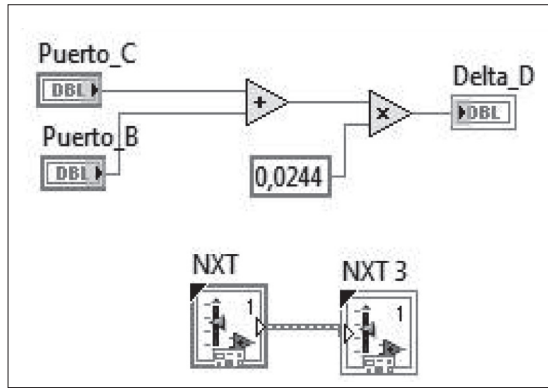 Puerto_C
DBL
Delta_D
+
x
DBL
Puerto_B
DBL
0,0244
NXT
NXT 3
1
1